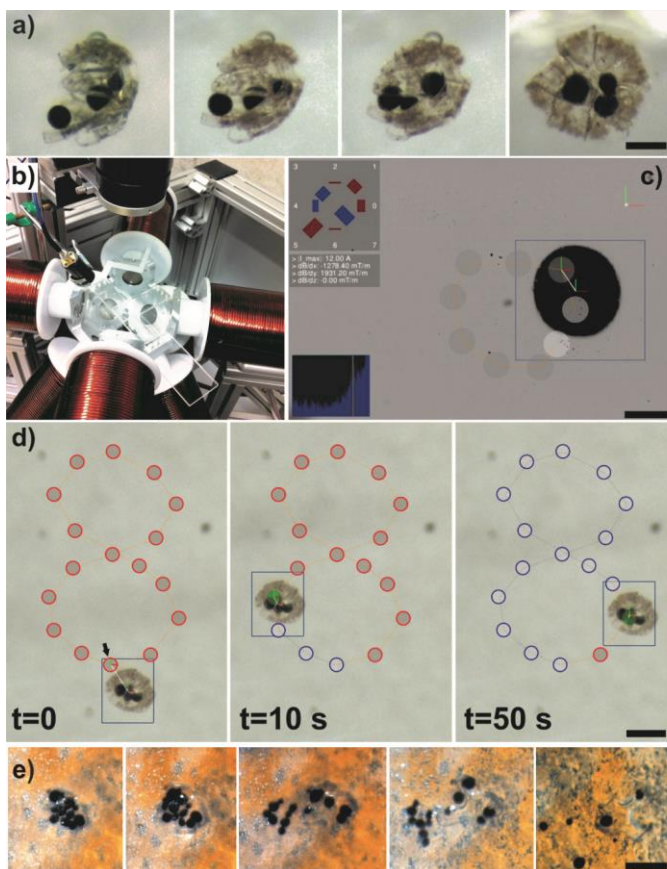 a)
b)
c)
3 2 1
4 0
5 6 7
> I_max: 12.00 A
> dB/dx: -1278.40 mT/m
> dB/dy: 1931.20 mT/m
> dB/dz: -0.00 mT/m
d)
t=0
t=10 s
t=50 s
e)